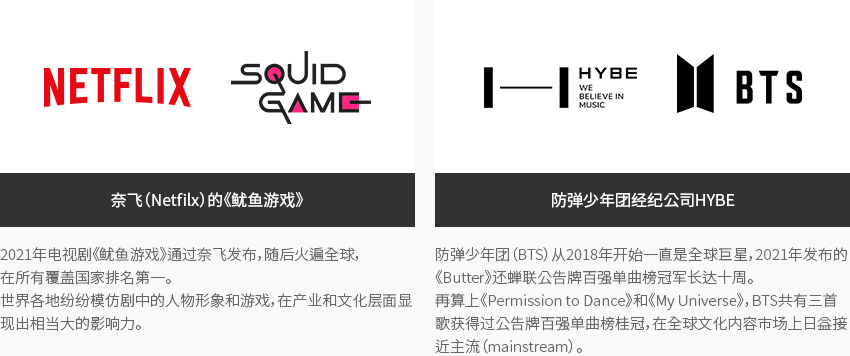 NETFLIX
SQUID
GAME
奈飞（Netfilx）的《鱿鱼游戏》
2021年电视剧《鱿鱼游戏》通过奈飞发布，随后火遍全球，
在所有覆盖国家排名第一。
世界各地纷纷模仿剧中的人物形象和游戏，在产业和文化层面显
现出相当大的影响力。
HYBE
WE
BELIEVE IN
MUSIC
BTS
防弹少年团经纪公司HYBE
防弹少年团（BTS）从2018年开始一直是全球巨星，2021年发布的
《Butter》还蝉联公告牌百强单曲榜冠军长达十周。
再算上《Permission to Dance》和《My Universe》，BTS共有三首
歌获得过公告牌百强单曲榜桂冠，在全球文化内容市场上日益接
近主流（mainstream）。